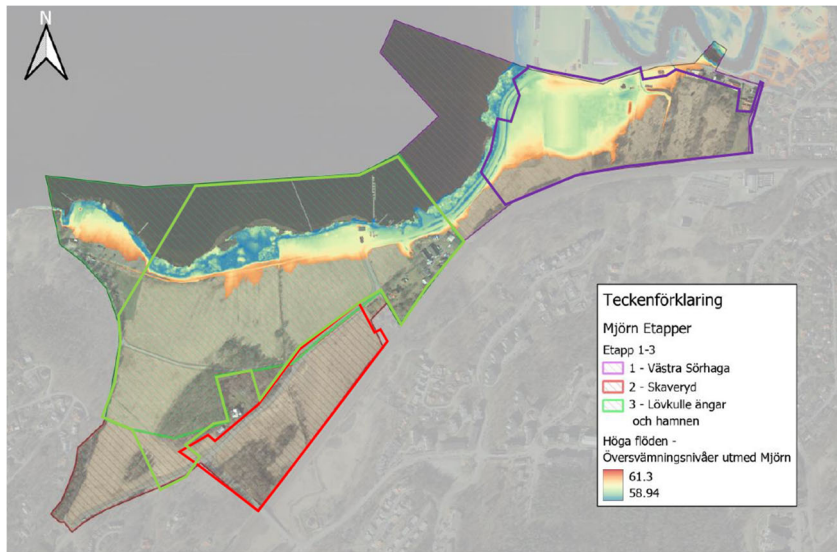 N
Teckenförklaring
Mjörn Etapper
Etapp 1-3
1 - Västra Sörhaga
2 - Skaveryd
3 - Lövkulle ängar
och hamnen
Höga flöden -
Översvämningsnivåer utmed Mjörn
61.3
58.94